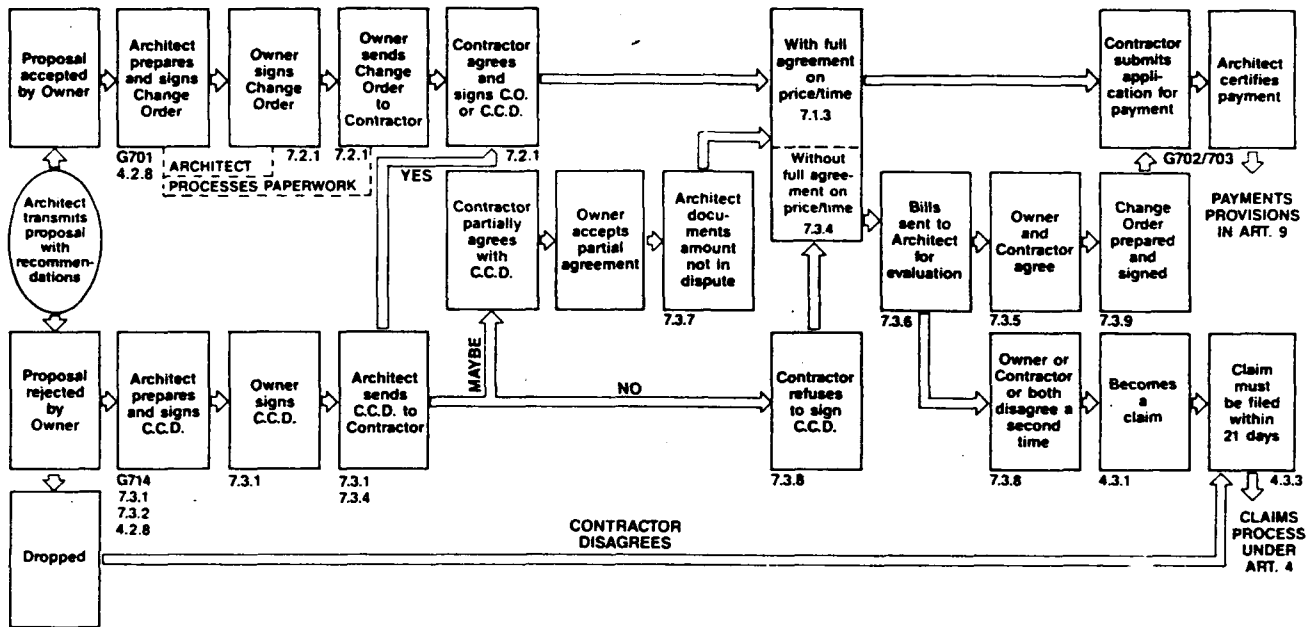 Proposal
accepted
by Owner
Architect
prepares
and signs
Change
Order
Owner
signs
Change
Order
Owner
sends
Change
Order
to
Contractor
Contractor
agrees
and
signs C.O.
or C.C.D.
With full
agreement
on
price/time
7.1.3
Without
full agree-
ment on
price/time
7.3.4
Contractor
submits
appli-
cation for
payment
Architect
certifies
payment
G701
4.2.8
ARCHITECT
7.2.1
7.2.1
PROCESSES PAPERWORK
YES
7.2.1
G702/703
Architect
transmits
proposal
with
recommen-
dations
Contractor
partially
agrees
with
C.C.D.
Owner
accepts
partial
agreement
Architect
docu-
ments
amount
not in
dispute
7.3.7
Bills
sent to
Architect
for
evaluation
7.3.6
Owner
and
Contractor
agree
7.3.5
Change
Order
prepared
and
signed
7.3.9
PAYMENTS
PROVISIONS
IN ART. 9
Proposal
rejected
by
Owner
Architect
prepares
and signs
C.C.D.
G714
7.3.1
7.3.2
4.2.8
Owner
signs
C.C.D.
7.3.1
Architect
sends
C.C.D. to
Contractor
7.3.1
7.3.4
MAYBE
NO
Contractor
refuses
to sign
C.C.D.
7.3.8
Owner or
Contractor
or both
disagree a
second
time
7.3.8
Becomes
a
claim
4.3.1
Claim
must
be filed
within
21 days
4.3.3
Dropped
CONTRACTOR
DISAGREES
CLAIMS
PROCESS
UNDER
ART. 4